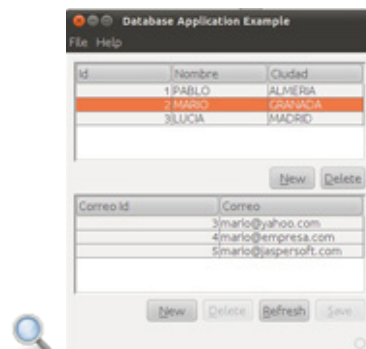 Database Application Example
File Help
Id Nombre Ciudad
1 PABLO ALMERIA
2 MARIO GRANADA
3 LUCIA MADRID
New Delete
Correo Id Correo
3 mario@yahoo.com
4 mario@empresa.com
5 mario@jaspersoft.com
New Delete Refresh Save